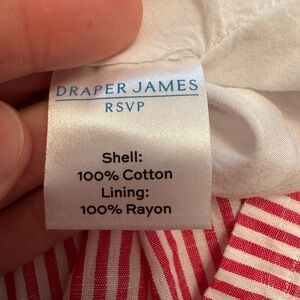 DRAPER JAMES
RSVP
Shell:
100% Cotton
Lining:
100% Rayon